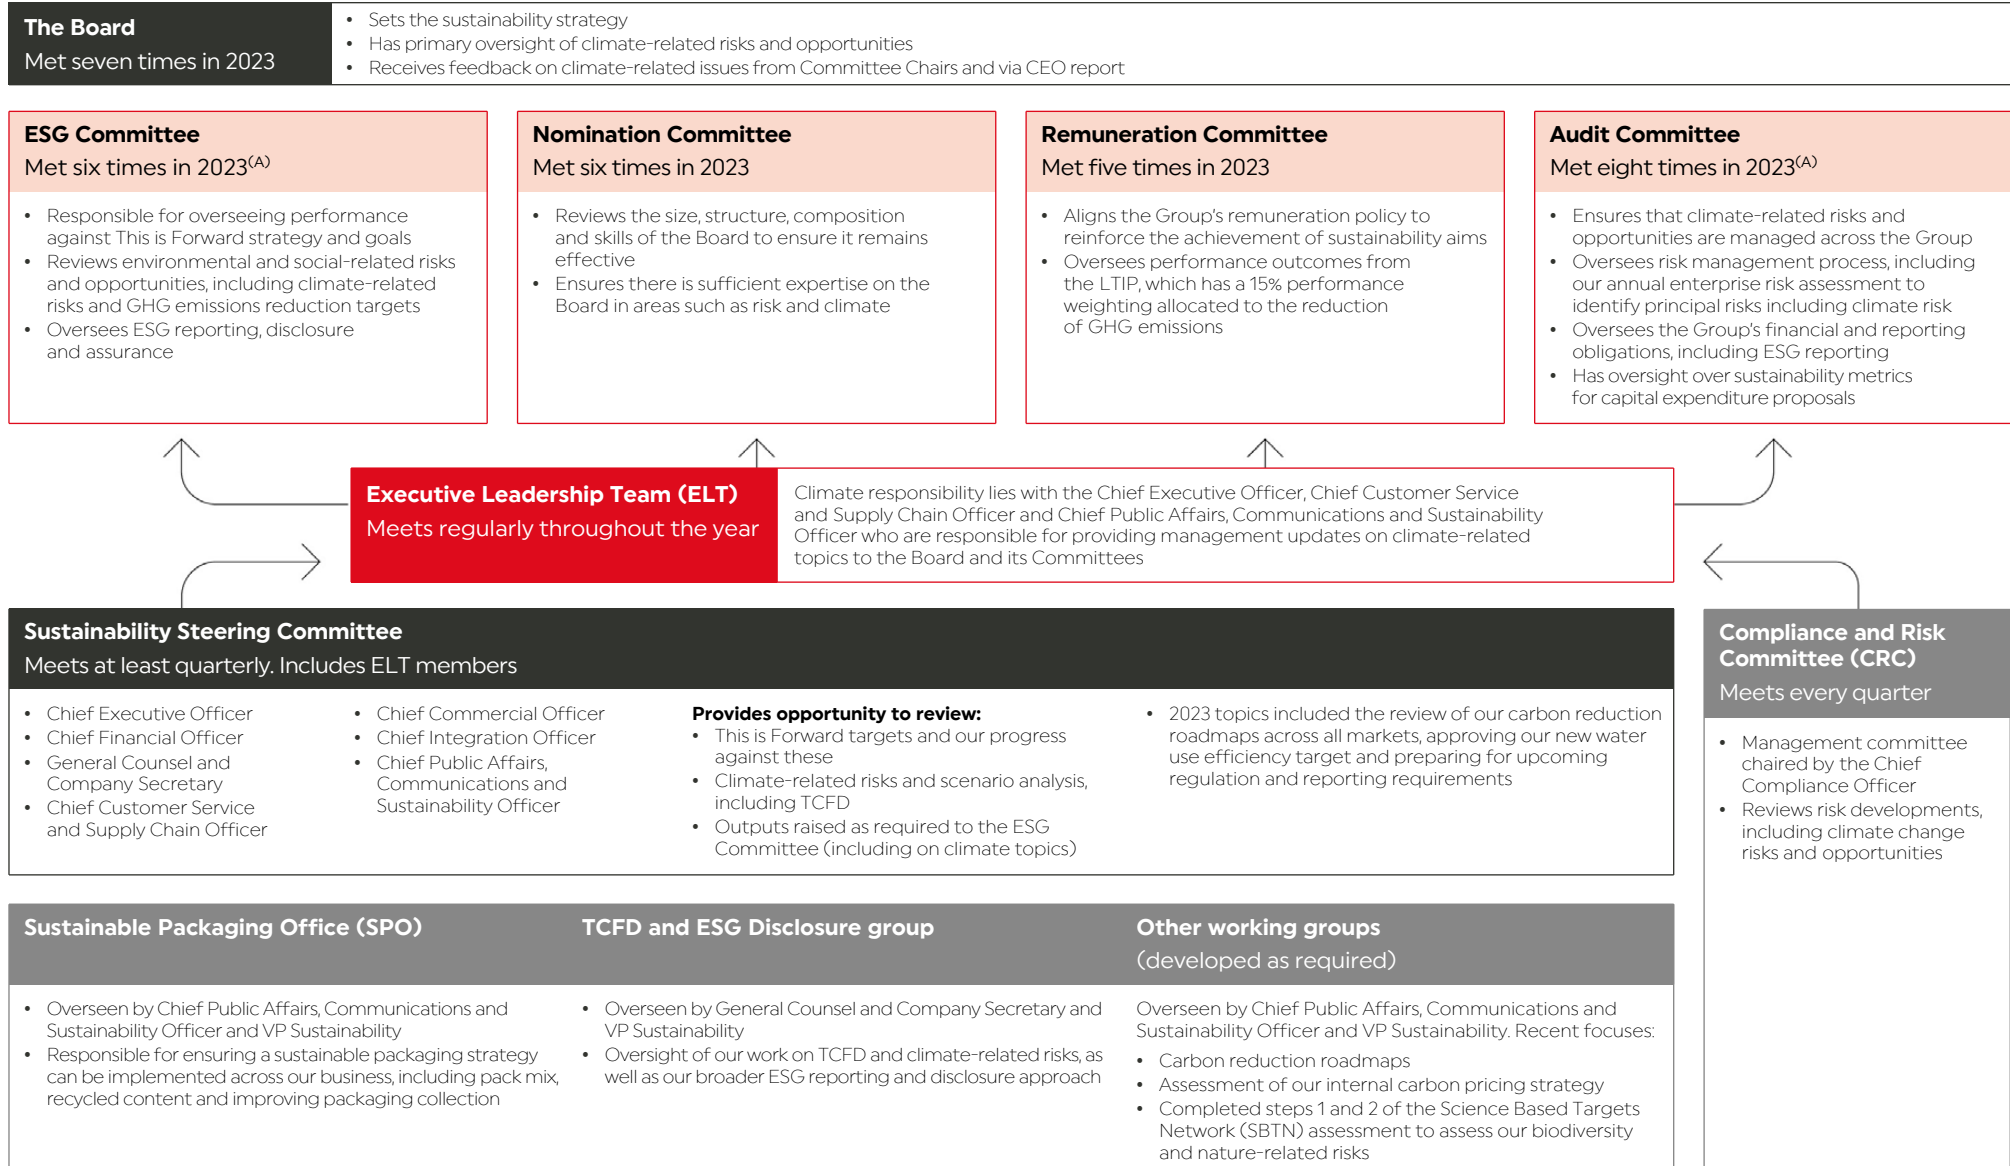 The Board
Met seven times in 2023
• Sets the sustainability strategy
• Has primary oversight of climate-related risks and opportunities
• Receives feedback on climate-related issues from Committee Chairs and via CEO report
ESG Committee
Met six times in 2023(A)
• Responsible for overseeing performance
against This is Forward strategy and goals
• Reviews environmental and social-related risks
and opportunities, including climate-related
risks and GHG emissions reduction targets
• Oversees ESG reporting, disclosure
and assurance
Nomination Committee
Met six times in 2023
• Reviews the size, structure, composition
and skills of the Board to ensure it remains
effective
• Ensures there is sufficient expertise on the
Board in areas such as risk and climate
Remuneration Committee
Met five times in 2023
• Aligns the Group's remuneration policy to
reinforce the achievement of sustainability aims
• Oversees performance outcomes from
the LTIP, which has a 15% performance
weighting allocated to the reduction
of GHG emissions
Audit Committee
Met eight times in 2023(A)
• Ensures that climate-related risks and
opportunities are managed across the Group
• Oversees risk management process, including
our annual enterprise risk assessment to
identify principal risks including climate risk
• Oversees the Group's financial and reporting
obligations, including ESG reporting
• Has oversight over sustainability metrics
for capital expenditure proposals
Executive Leadership Team (ELT)
Meets regularly throughout the year
Climate responsibility lies with the Chief Executive Officer, Chief Customer Service
and Supply Chain Officer and Chief Public Affairs, Communications and Sustainability
Officer who are responsible for providing management updates on climate-related
topics to the Board and its Committees
Sustainability Steering Committee
Meets at least quarterly. Includes ELT members
• Chief Executive Officer
• Chief Financial Officer
• General Counsel and
Company Secretary
• Chief Customer Service
and Supply Chain Officer
• Chief Commercial Officer
• Chief Integration Officer
• Chief Public Affairs,
Communications and
Sustainability Officer
Provides opportunity to review:
• This is Forward targets and our progress
against these
• Climate-related risks and scenario analysis,
including TCFD
• Outputs raised as required to the ESG
Committee (including on climate topics)
• 2023 topics included the review of our carbon reduction
roadmaps across all markets, approving our new water
use efficiency target and preparing for upcoming
regulation and reporting requirements
Compliance and Risk
Committee (CRC)
Meets every quarter
• Management committee
chaired by the Chief
Compliance Officer
• Reviews risk developments,
including climate change
risks and opportunities
Sustainable Packaging Office (SPO)
• Overseen by Chief Public Affairs, Communications and
Sustainability Officer and VP Sustainability
• Responsible for ensuring a sustainable packaging strategy
can be implemented across our business, including pack mix,
recycled content and improving packaging collection
TCFD and ESG Disclosure group
• Overseen by General Counsel and Company Secretary and
VP Sustainability
• Oversight of our work on TCFD and climate-related risks, as
well as our broader ESG reporting and disclosure approach
Other working groups
(developed as required)
Overseen by Chief Public Affairs, Communications and
Sustainability Officer and VP Sustainability. Recent focuses:
• Carbon reduction roadmaps
• Assessment of our internal carbon pricing strategy
• Completed steps 1 and 2 of the Science Based Targets
Network (SBTN) assessment to assess our biodiversity
and nature-related risks